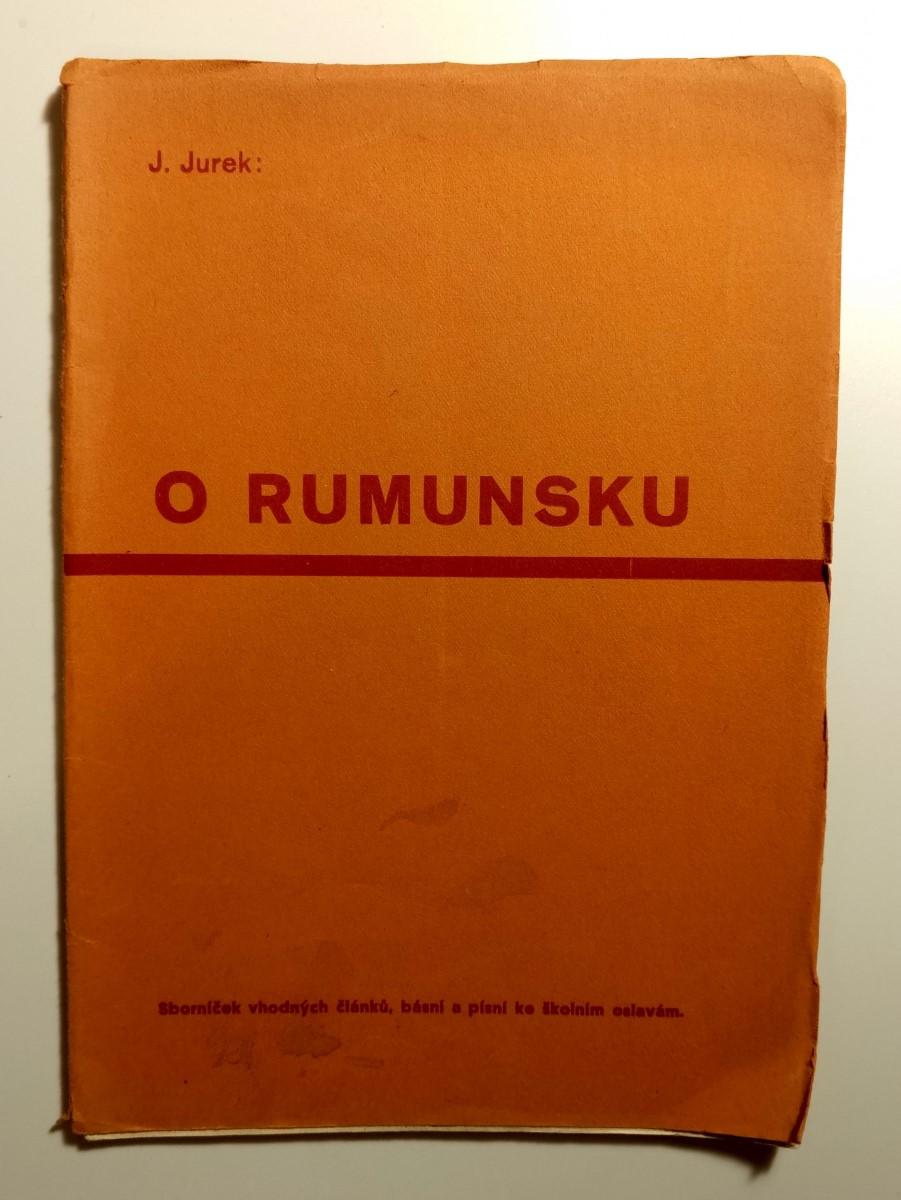 J. Jurek:
O RUMUNSKU
Sborníček vhodných článků, básní a písní ke školním oslavám.